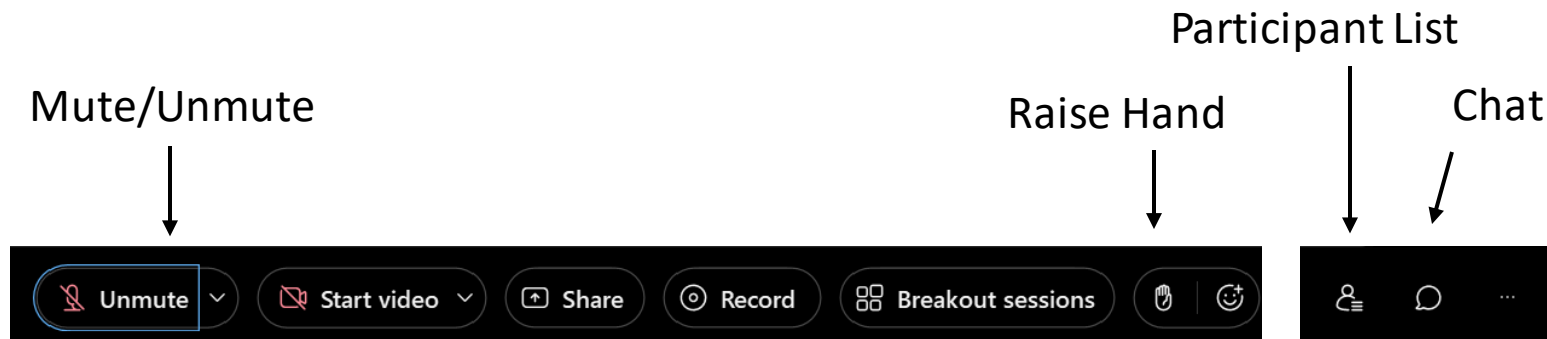 Participant List
Mute/Unmute
Raise Hand
Chat
Unmute
Start video
Share
Record
Breakout sessions
...